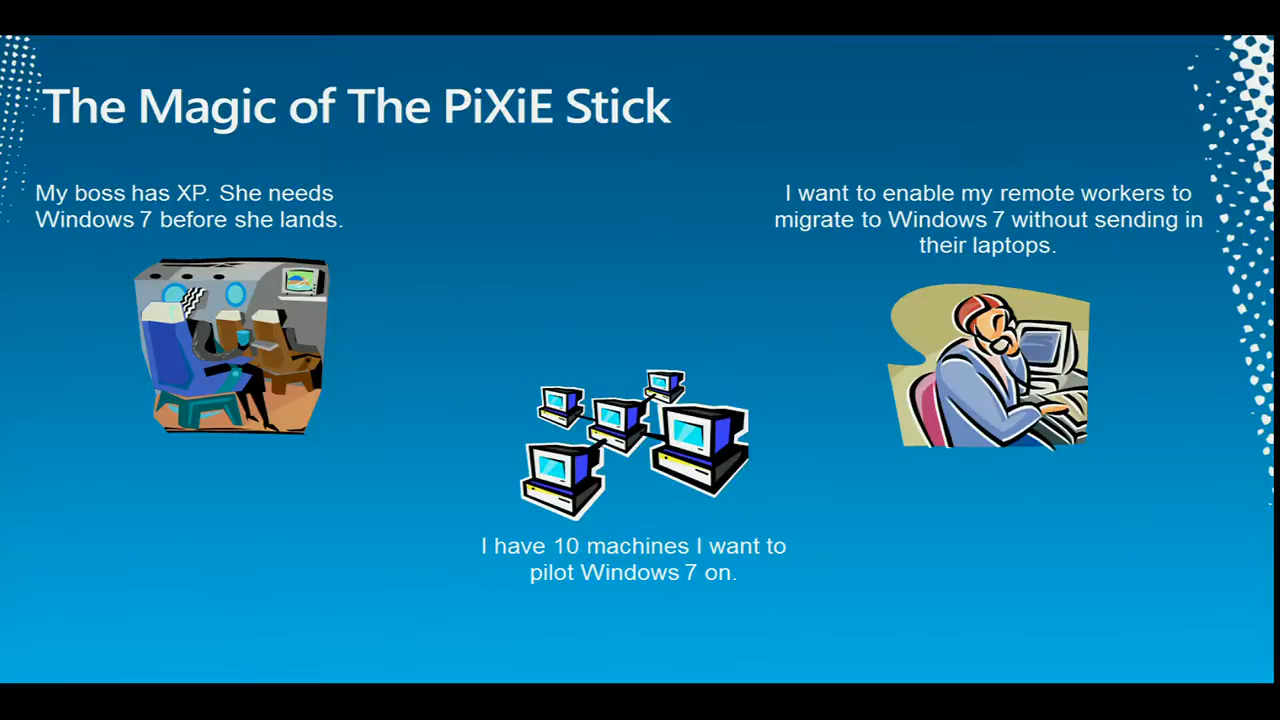 The Magic of The PiXiE Stick
My boss has XP. She needs
Windows 7 before she lands.
I want to enable my remote workers to
migrate to Windows 7 without sending in
their laptops.
I have 10 machines I want to
pilot Windows 7 on.